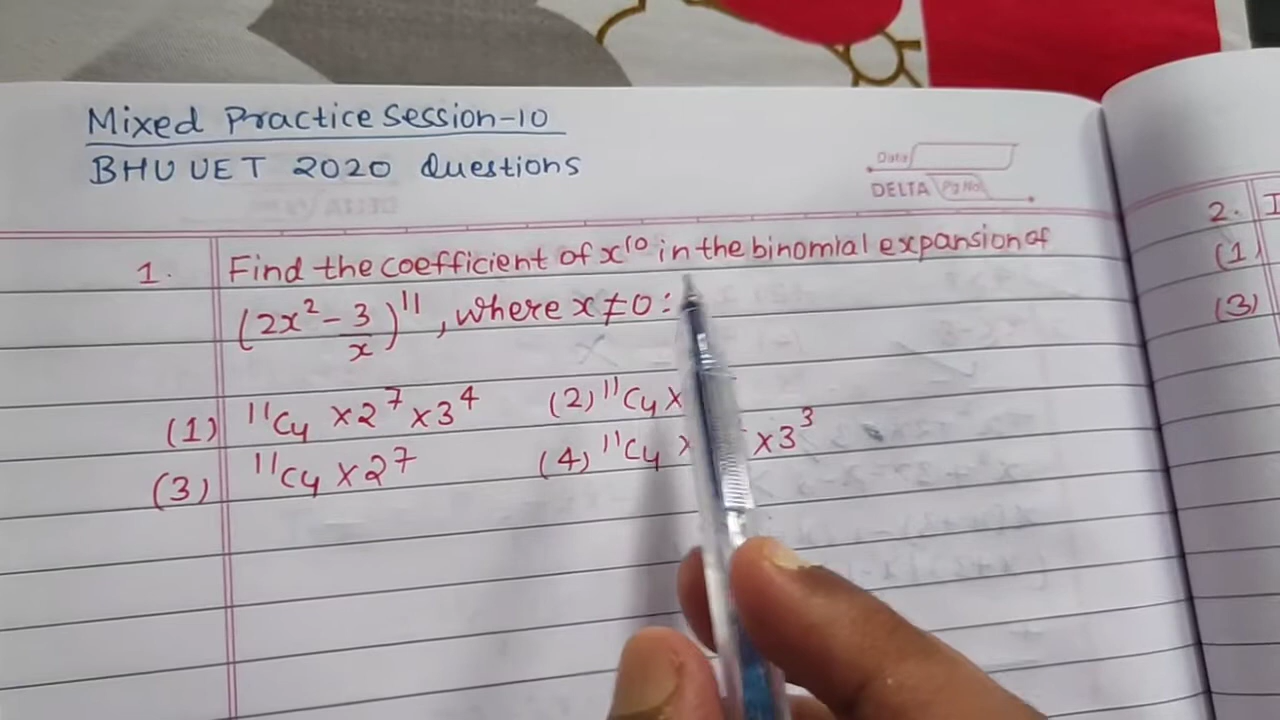 Mixed Practice Session-10
BHU UET 2020 Questions
Date
DELTA Pg No
1. Find the coefficient of x¹⁰ in the binomial expansion of
(2x² - 3/x)¹¹, where x ≠ 0 :
(1) ¹¹C₄ × 2⁷ × 3⁴ (2) ¹¹C₄ ×
(3) ¹¹C₄ × 2⁷ (4) ¹¹C₄ × × 3³
2.
(1)
(3)